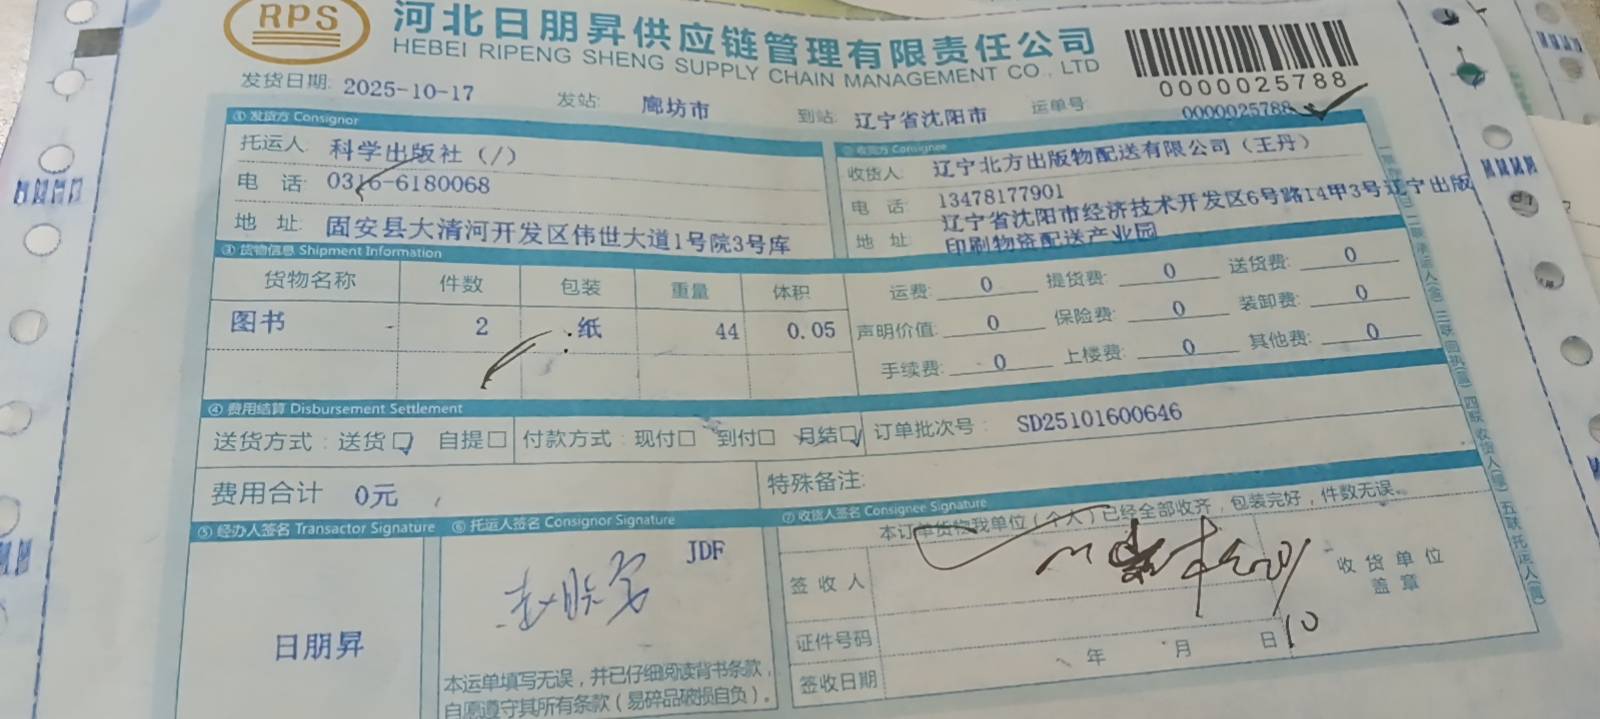 RPS
河北日朋昇供应链管理有限责任公司
HEBEI RIPENG SHENG SUPPLY CHAIN MANAGEMENT CO., LTD
0000025788
发货日期: 2025-10-17 发站: 廊坊市 到站: 辽宁省沈阳市 运单号: 0000025788
① 发货方 Consignor
托运人: 科学出版社（/）
电 话: 0316-6180068
地 址: 固安县大清河开发区伟世大道1号院3号库
② 收货方 Consignee
收货人: 辽宁北方出版物配送有限公司（王丹）
电 话: 13478177901
地 址: 辽宁省沈阳市经济技术开发区6号路14甲3号辽宁出版
印刷物资配送产业园
③ 货物信息 Shipment Information
货物名称 件数 包装 重量 体积
图书 2 纸 44 0.05
运费: 0 提货费: 0 送货费: 0
声明价值: 0 保险费: 0 装卸费: 0
手续费: 0 上楼费: 0 其他费: 0
④ 费用结算 Disbursement Settlement
送货方式: 送货☑ 自提□ 付款方式: 现付□ 到付□ 月结☑ 订单批次号: SD25101600646
费用合计 0元 特殊备注:
⑤ 经办人签名 Transactor Signature
日朋昇
⑥ 托运人签名 Consignor Signature
JDF
本运单填写无误，并已仔细阅读背书条款，
自愿遵守其所有条款（易碎品破损自负）。
⑦ 收货人签名 Consignee Signature
本订单货物我单位（个人）已经全部收齐，包装完好，件数无误。
签收人
收货单位
盖章
证件号码
签收日期 年 月 日
10